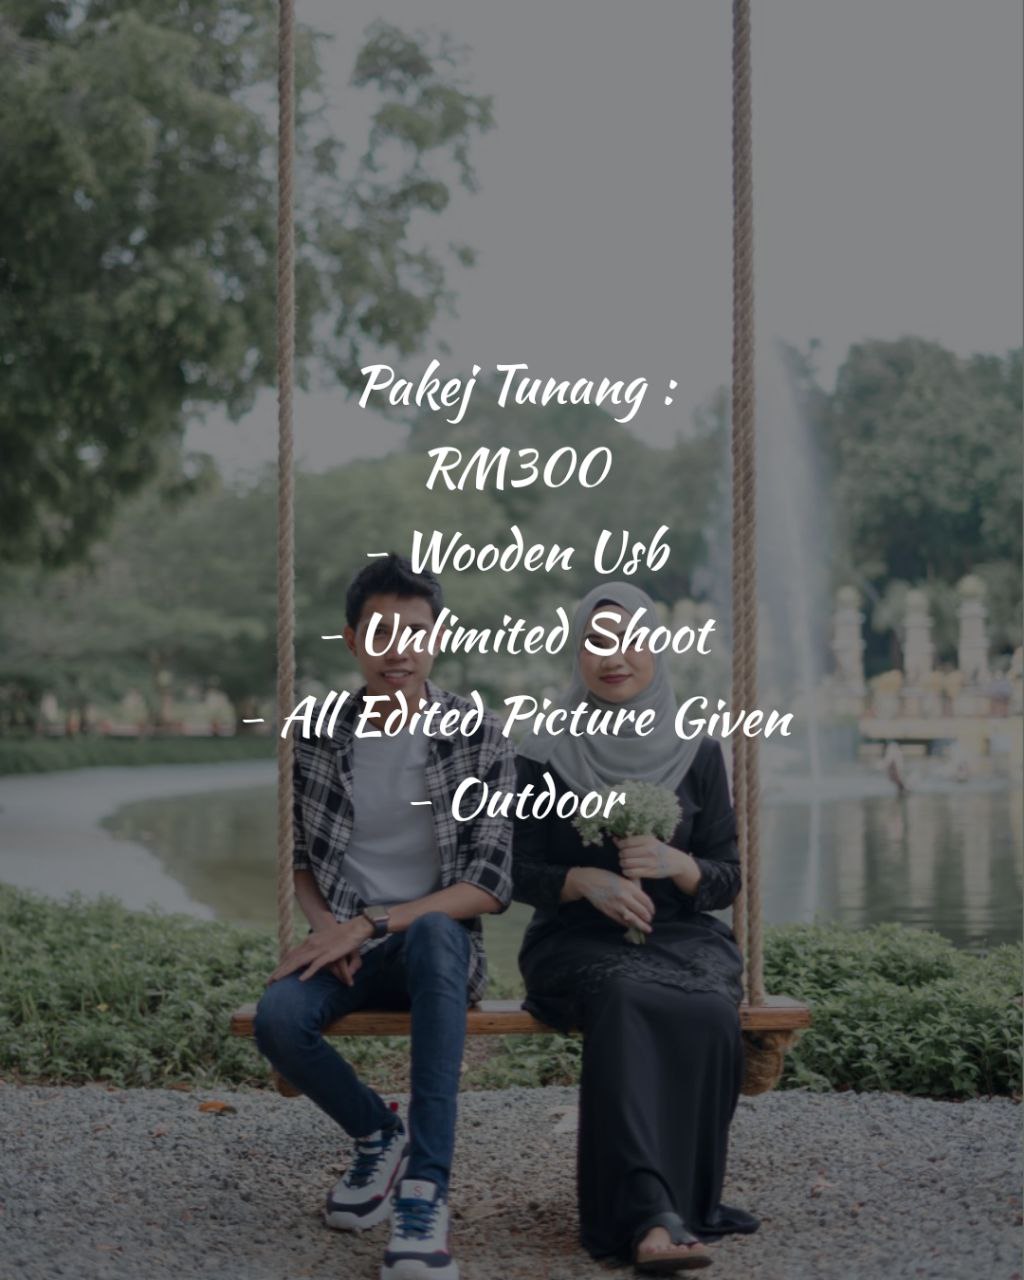 Pakej Tunang :
RM300
- Wooden Usb
- Unlimited Shoot
- All Edited Picture Given
- Outdoor